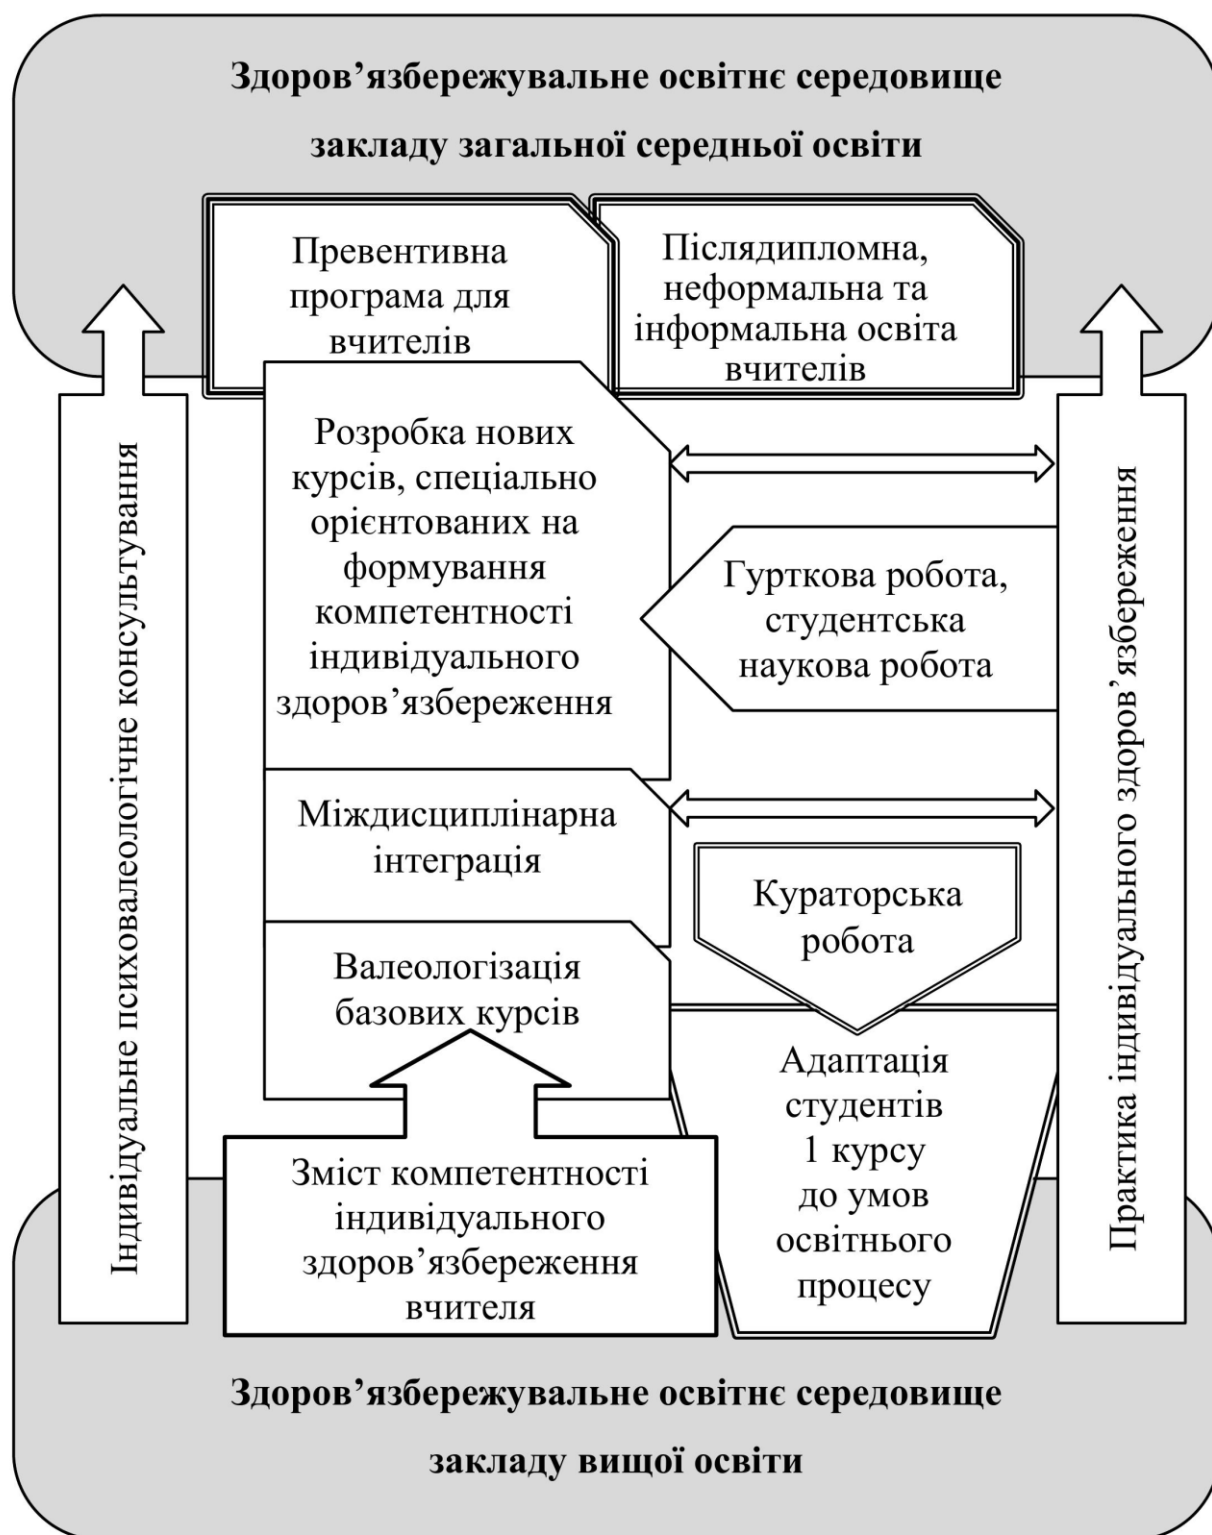 Здоров’язбережувальне освітнє середовище
закладу загальної середньої освіти
Превентивна
програма для
вчителів
Післядипломна,
неформальна та
інформальна освіта
вчителів
Індивідуальне психовалеологічне консультування
Розробка нових
курсів, спеціально
орієнтованих на
формування
компетентності
індивідуального
здоров’язбереження
Гурткова робота,
студентська
наукова робота
Практика індивідуального здоров’язбереження
Міждисциплінарна
інтеграція
Кураторська
робота
Валеологізація
базових курсів
Адаптація
студентів
1 курсу
до умов
освітнього
процесу
Зміст компетентності
індивідуального
здоров’язбереження
вчителя
Здоров’язбережувальне освітнє середовище
закладу вищої освіти